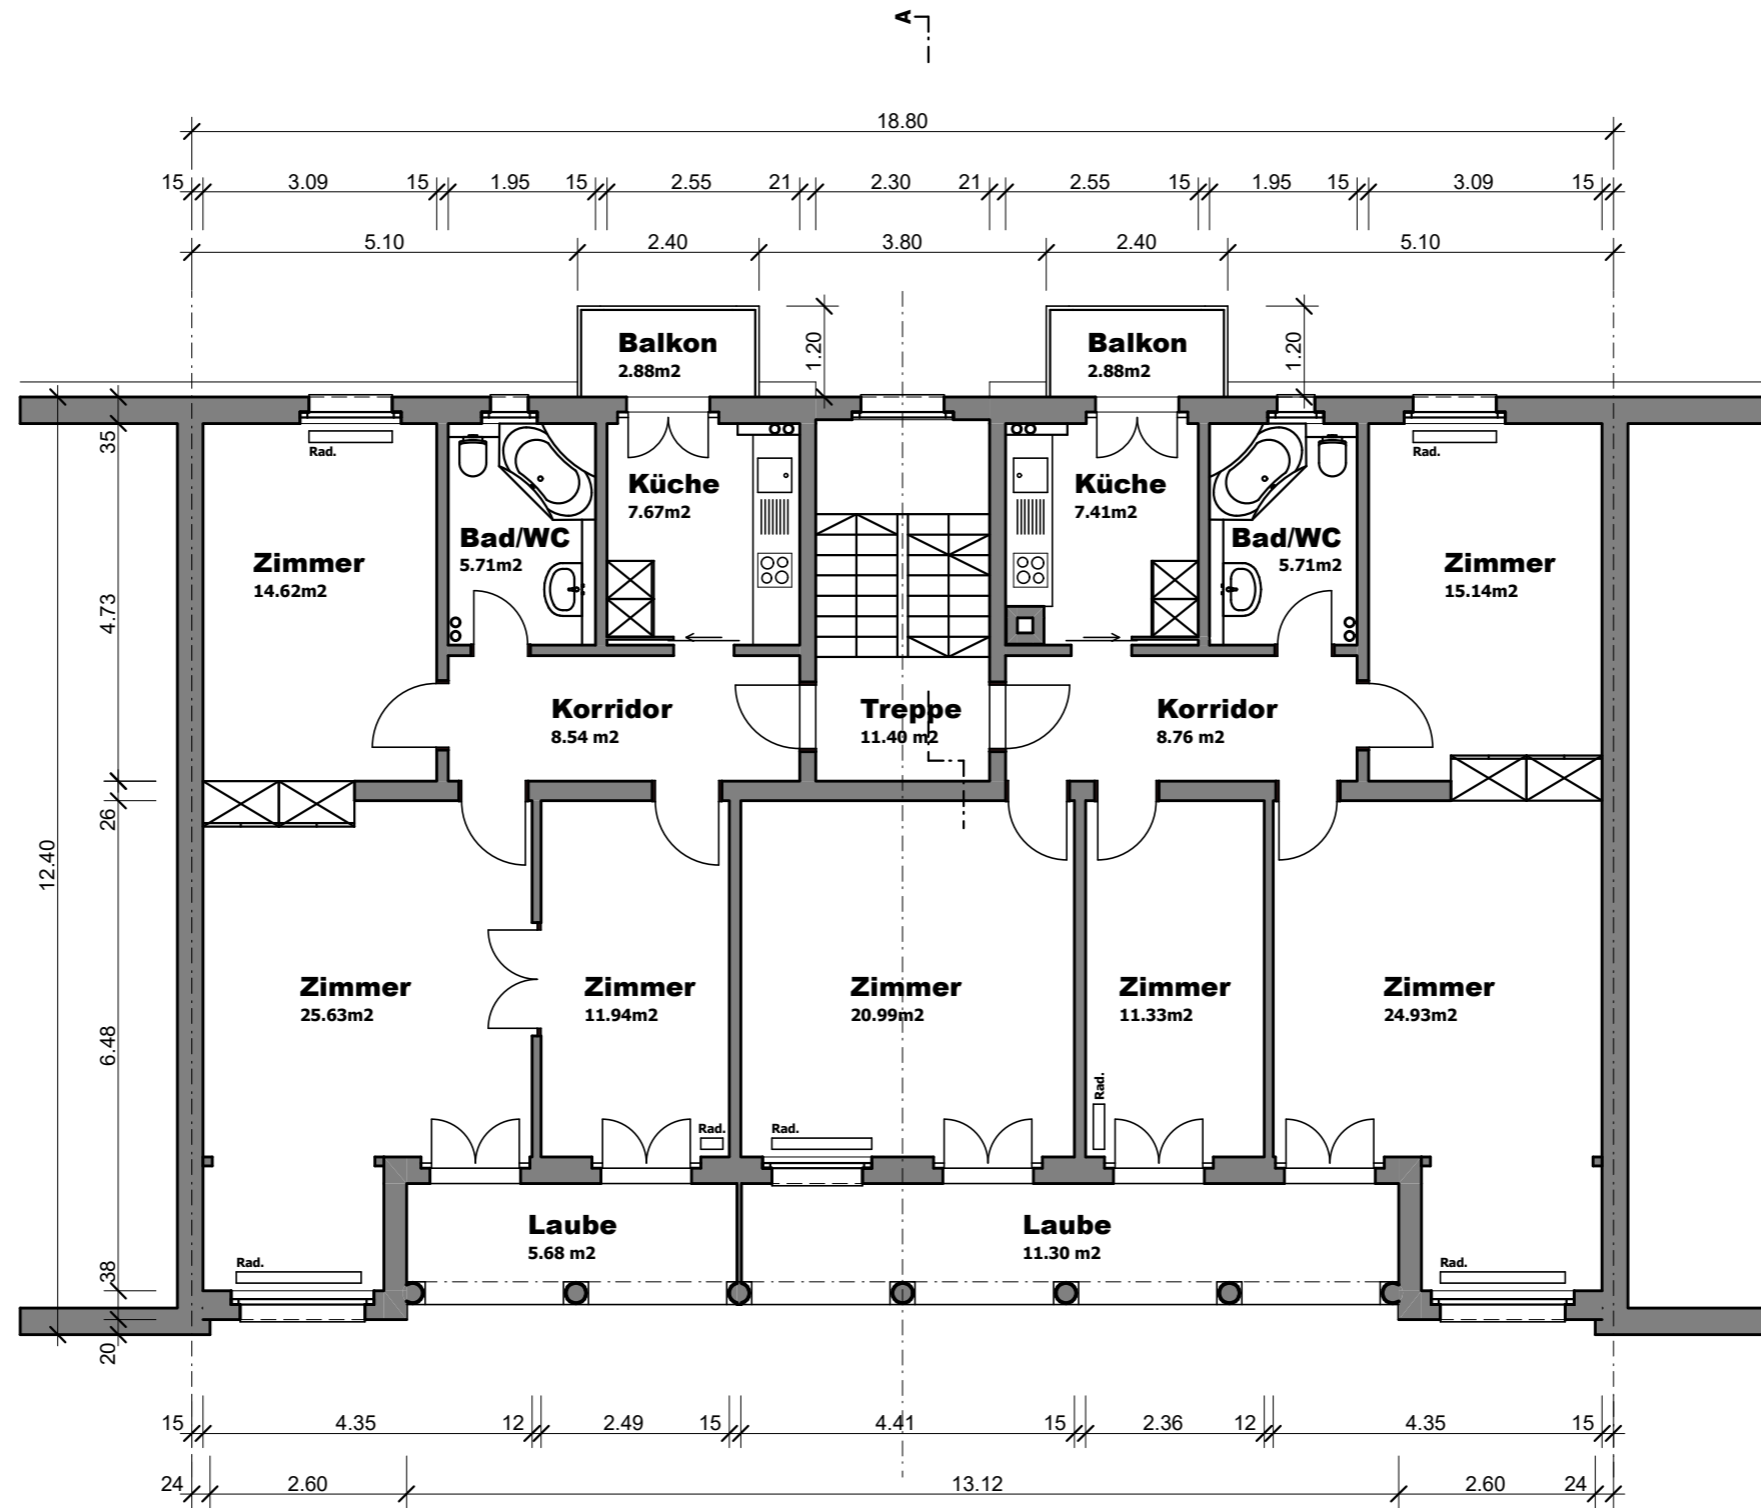 A
18.80
15 3.09 15 1.95 15 2.55 21 2.30 21 2.55 15 1.95 15 3.09 15
5.10 2.40 3.80 2.40 5.10
Balkon
2.88m2
1.20
Balkon
2.88m2
1.20
35
Rad.
Rad.
Küche
7.67m2
Küche
7.41m2
Bad/WC
5.71m2
Bad/WC
5.71m2
Zimmer
14.62m2
Zimmer
15.14m2
4.73
Korridor
8.54 m2
Treppe
11.40 m2
Korridor
8.76 m2
26
12.40
Zimmer
25.63m2
Zimmer
11.94m2
Zimmer
20.99m2
Zimmer
11.33m2
Zimmer
24.93m2
6.48
Rad.
Rad.
Rad.
Laube
5.68 m2
Laube
11.30 m2
Rad.
Rad.
38
20
15 4.35 12 2.49 15 4.41 15 2.36 12 4.35 15
24 2.60 13.12 2.60 24